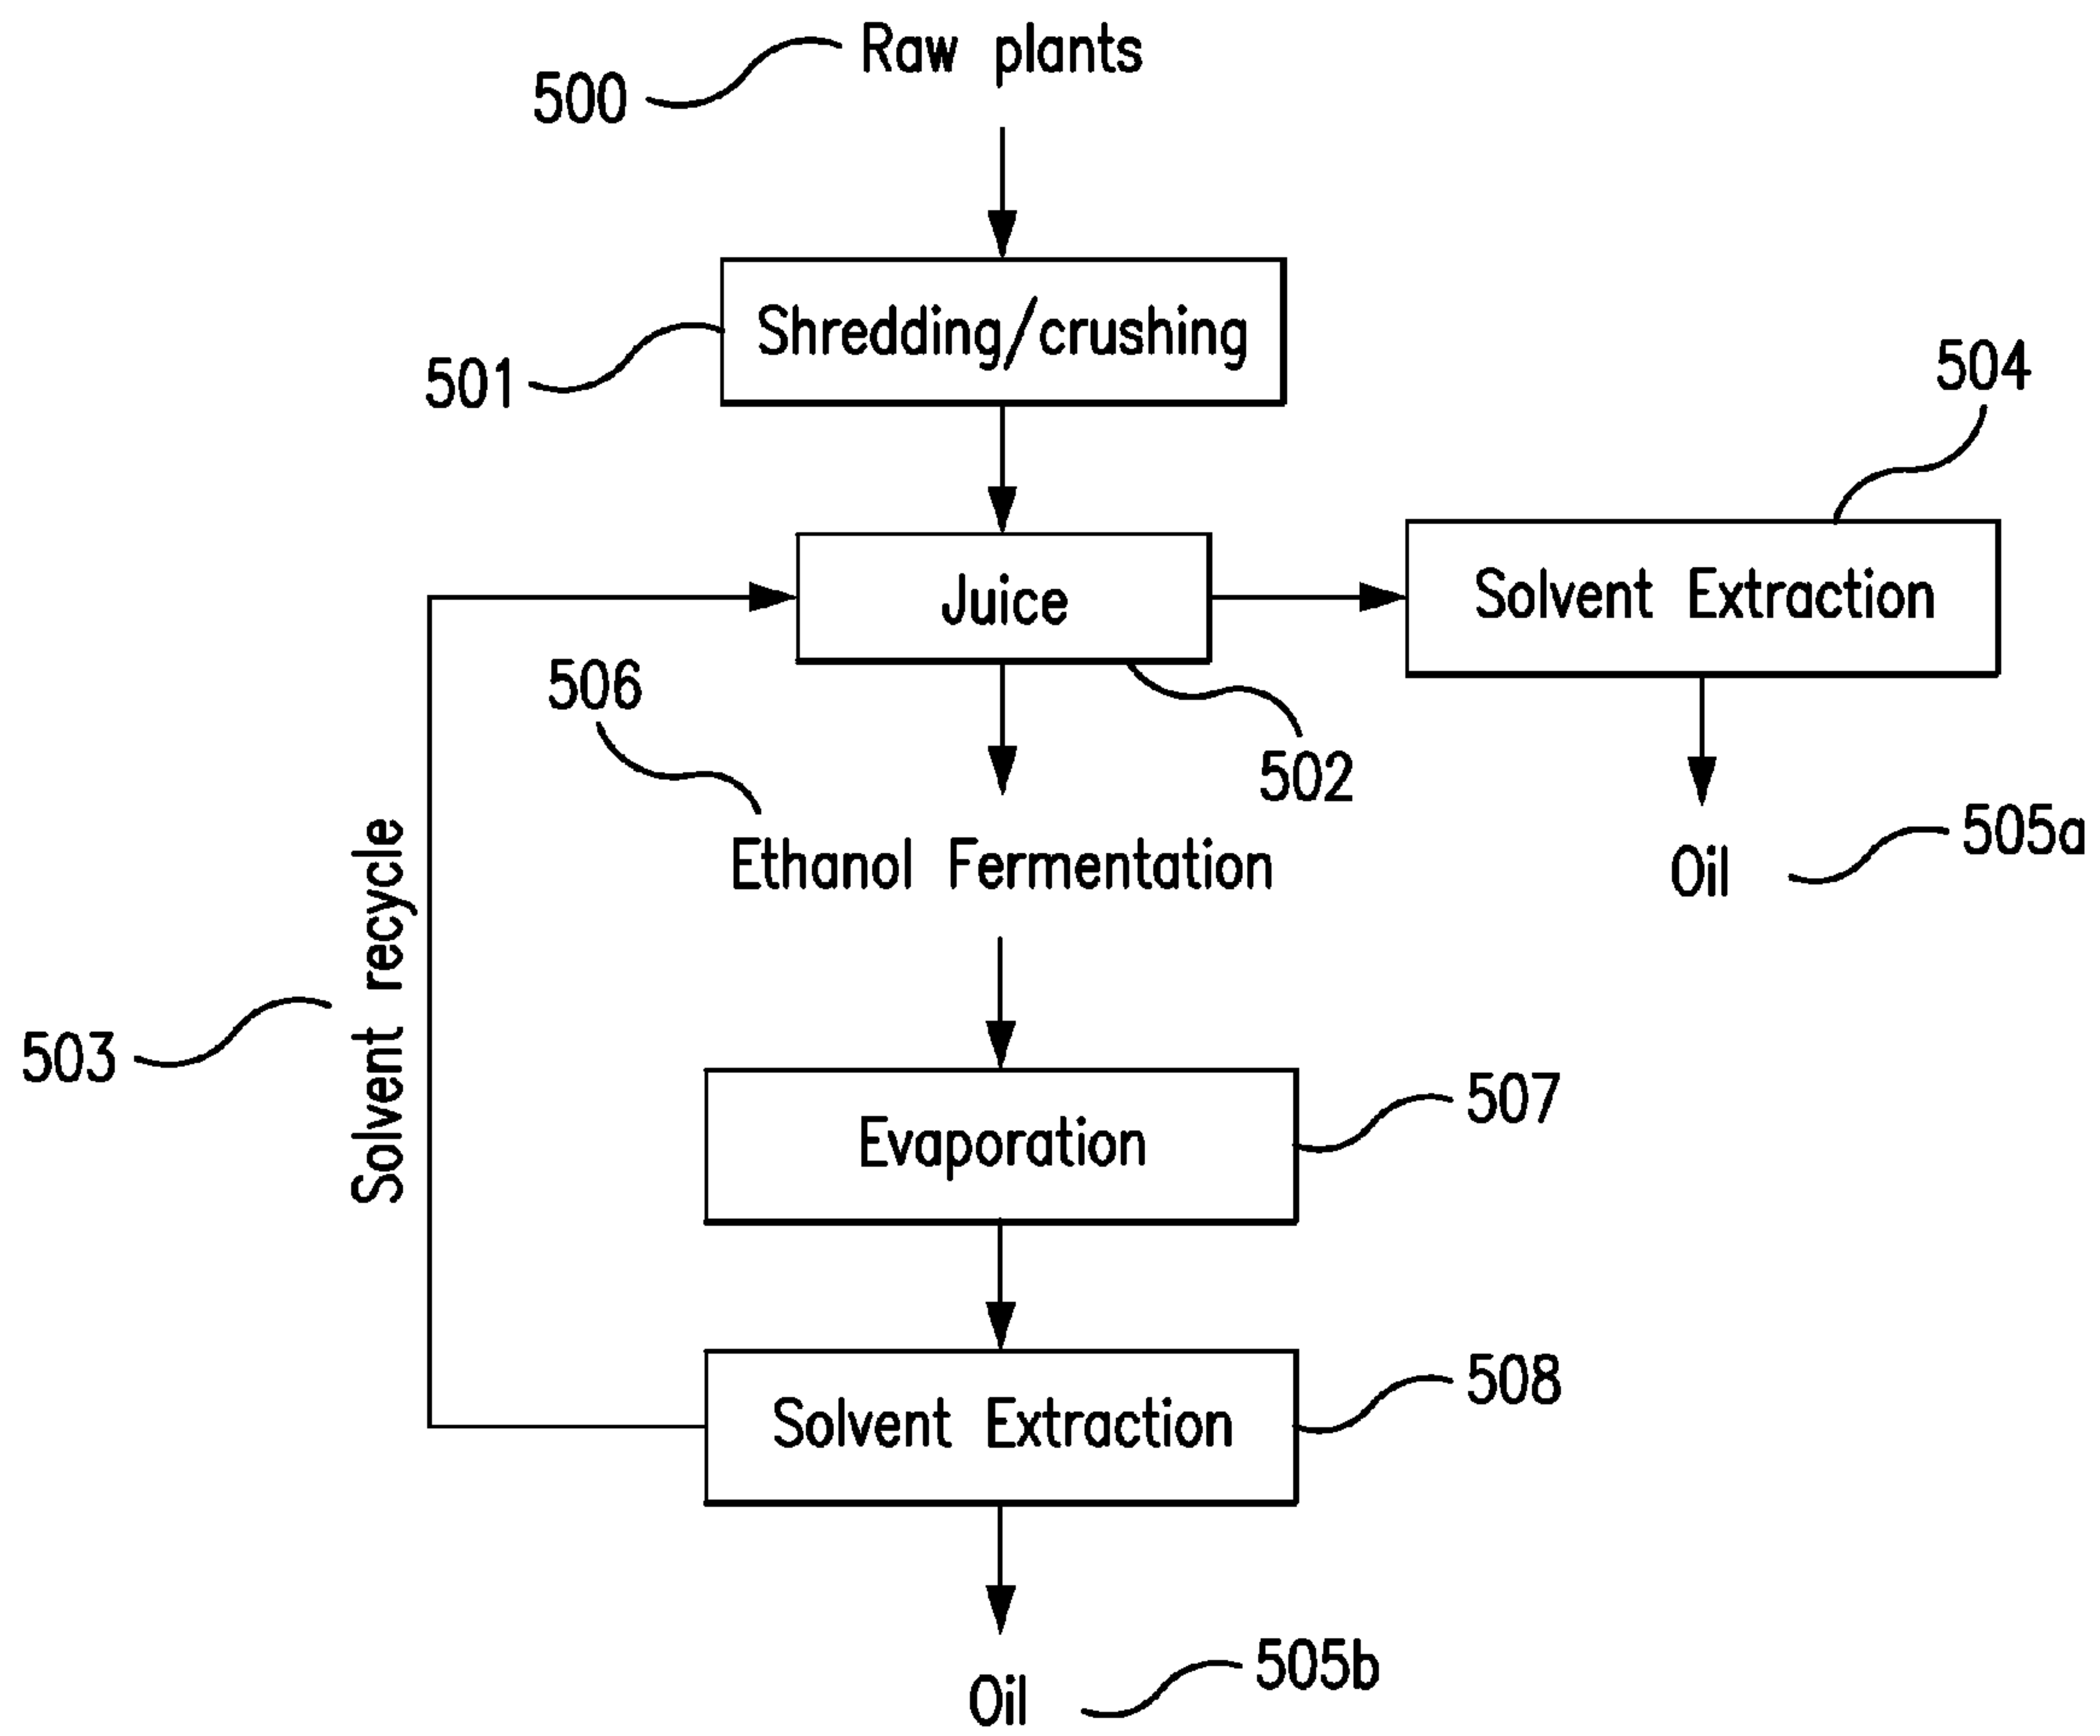 Raw plants
500
Shredding/crushing
501
504
Juice
Solvent Extraction
506
502
505a
Ethanol Fermentation
Oil
Solvent recycle
503
Evaporation
507
Solvent Extraction
508
505b
Oil